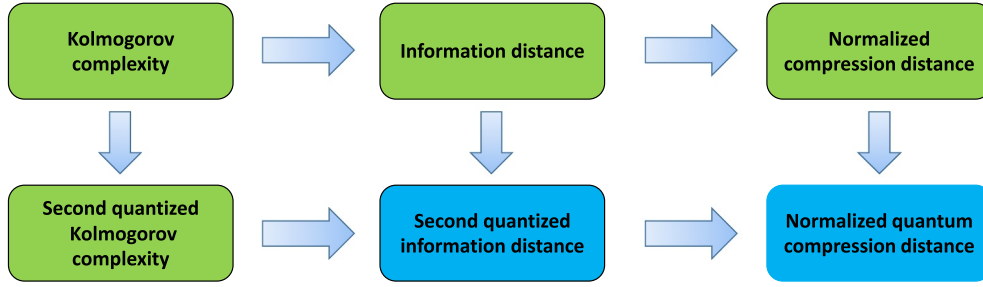 Kolmogorov
complexity
Information distance
Normalized
compression distance
Second quantized
Kolmogorov
complexity
Second quantized
information distance
Normalized quantum
compression distance